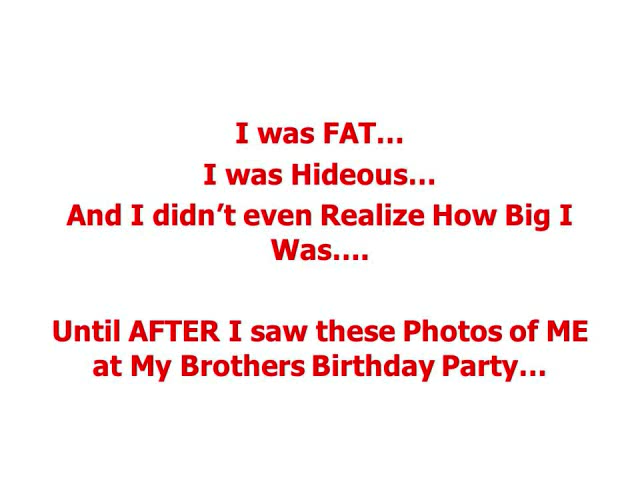 I was FAT...
I was Hideous...
And I didn’t even Realize How Big I
Was....
Until AFTER I saw these Photos of ME
at My Brothers Birthday Party...